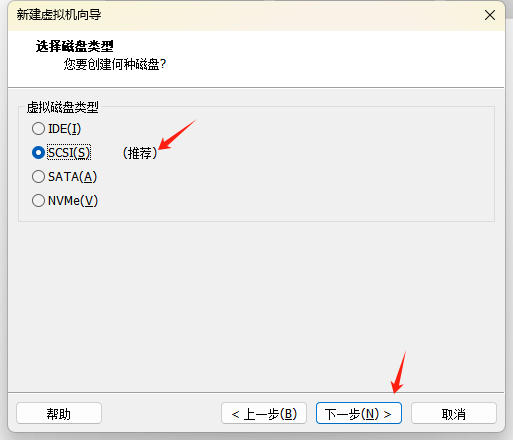 新建虚拟机向导
选择磁盘类型
您要创建何种磁盘?
虚拟磁盘类型
IDE(I)
SCSI(S) (推荐)
SATA(A)
NVMe(V)
帮助 < 上一步(B) 下一步(N) > 取消